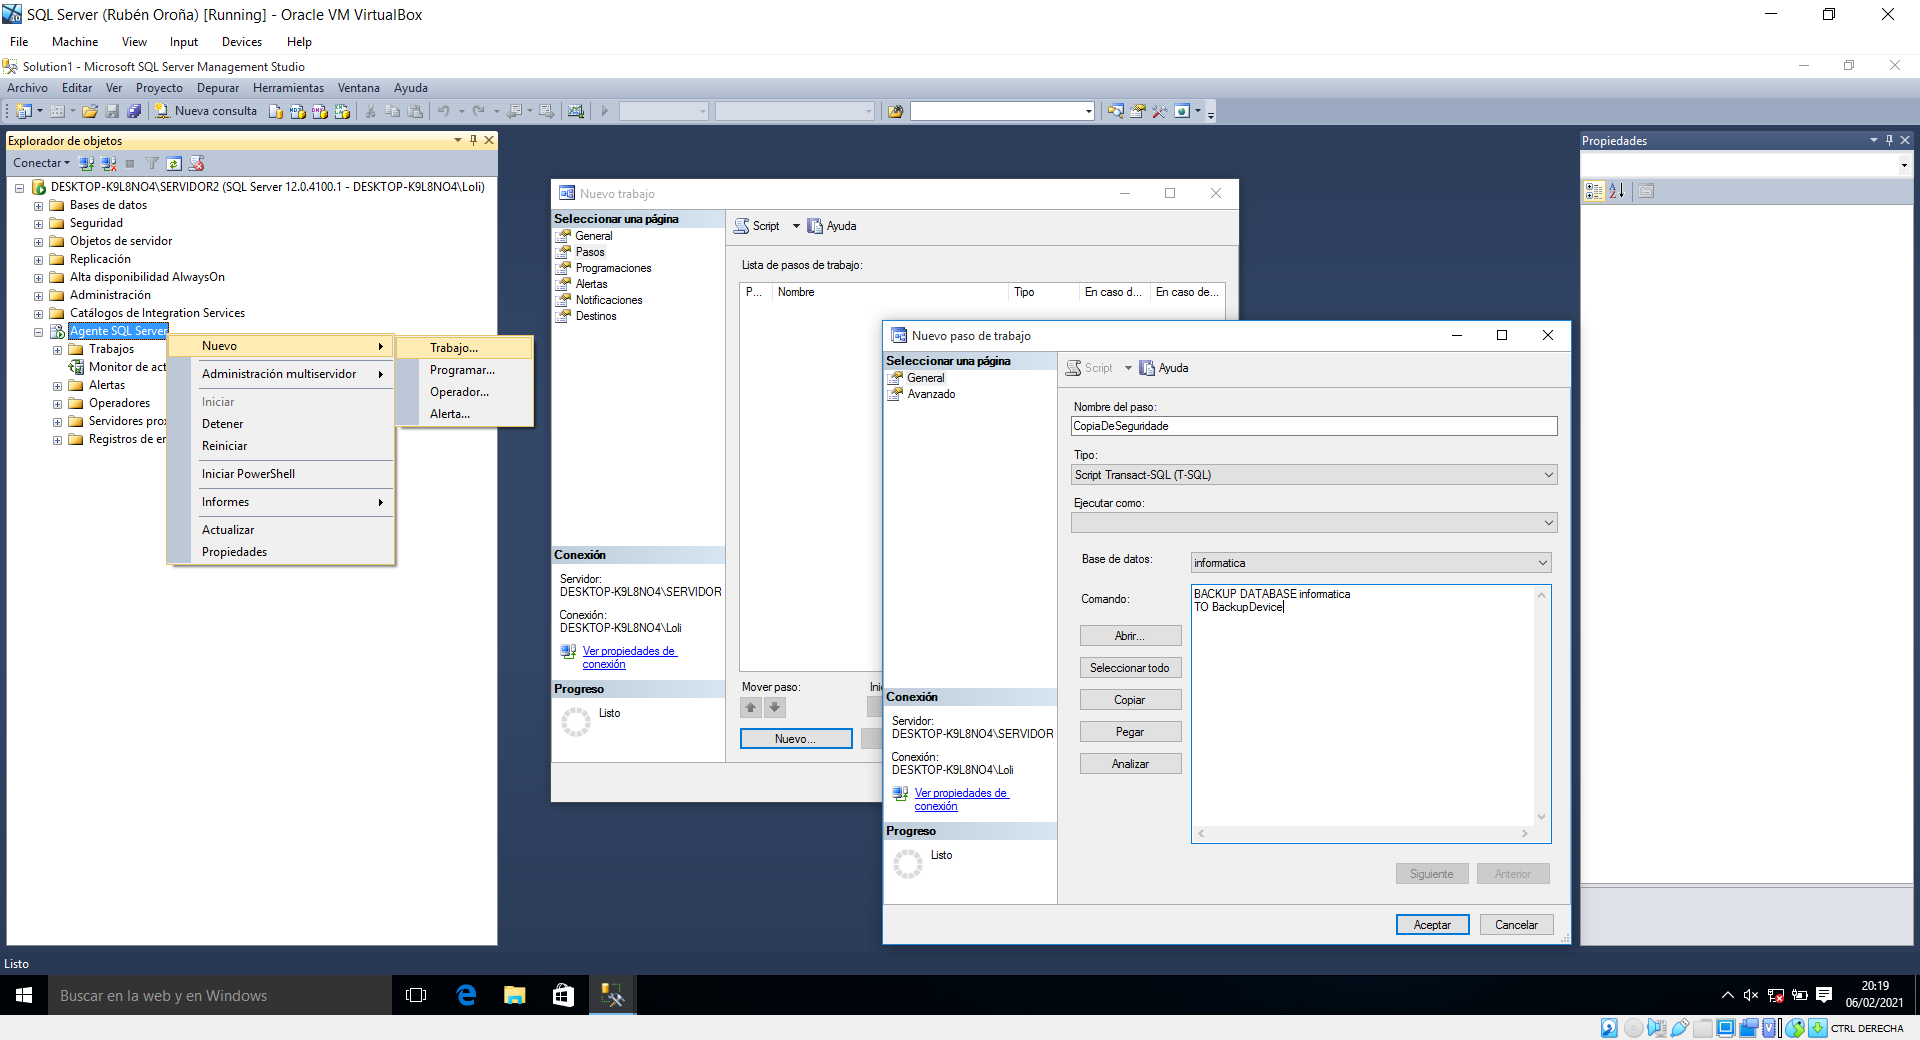 SQL Server (Rubén Oroña) [Running] - Oracle VM VirtualBox
File Machine View Input Devices Help
Solution1 - Microsoft SQL Server Management Studio
Archivo Editar Ver Proyecto Depurar Herramientas Ventana Ayuda
Nueva consulta
Explorador de objetos
Conectar
DESKTOP-K9L8NO4\SERVIDOR2 (SQL Server 12.0.4100.1 - DESKTOP-K9L8NO4\Loli)
Bases de datos
Seguridad
Objetos de servidor
Replicación
Alta disponibilidad AlwaysOn
Administración
Catálogos de Integration Services
Agente SQL Server
Trabajos
Monitor de act
Alertas
Operadores
Servidores prox
Registros de er
Nuevo
Administración multiservidor
Iniciar
Detener
Reiniciar
Iniciar PowerShell
Informes
Actualizar
Propiedades
Trabajo...
Programar...
Operador...
Alerta...
Nuevo trabajo
Seleccionar una página
General
Pasos
Programaciones
Alertas
Notificaciones
Destinos
Script Ayuda
Lista de pasos de trabajo:
P... Nombre Tipo En caso d... En caso de...
Conexión
Servidor:
DESKTOP-K9L8NO4\SERVIDOR
Conexión:
DESKTOP-K9L8NO4\Loli
Ver propiedades de
conexión
Progreso
Listo
Mover paso: Ini
Nuevo...
Nuevo paso de trabajo
Seleccionar una página
General
Avanzado
Script Ayuda
Nombre del paso:
CopiaDeSeguridade
Tipo:
Script Transact-SQL (T-SQL)
Ejecutar como:
Base de datos: informatica
Comando:
BACKUP DATABASE informatica
TO BackupDevice
Abrir...
Seleccionar todo
Copiar
Pegar
Analizar
Conexión
Servidor:
DESKTOP-K9L8NO4\SERVIDOR
Conexión:
DESKTOP-K9L8NO4\Loli
Ver propiedades de
conexión
Progreso
Listo
Siguiente Anterior
Aceptar Cancelar
Propiedades
Listo
Buscar en la web y en Windows
20:19
06/02/2021
CTRL DERECHA